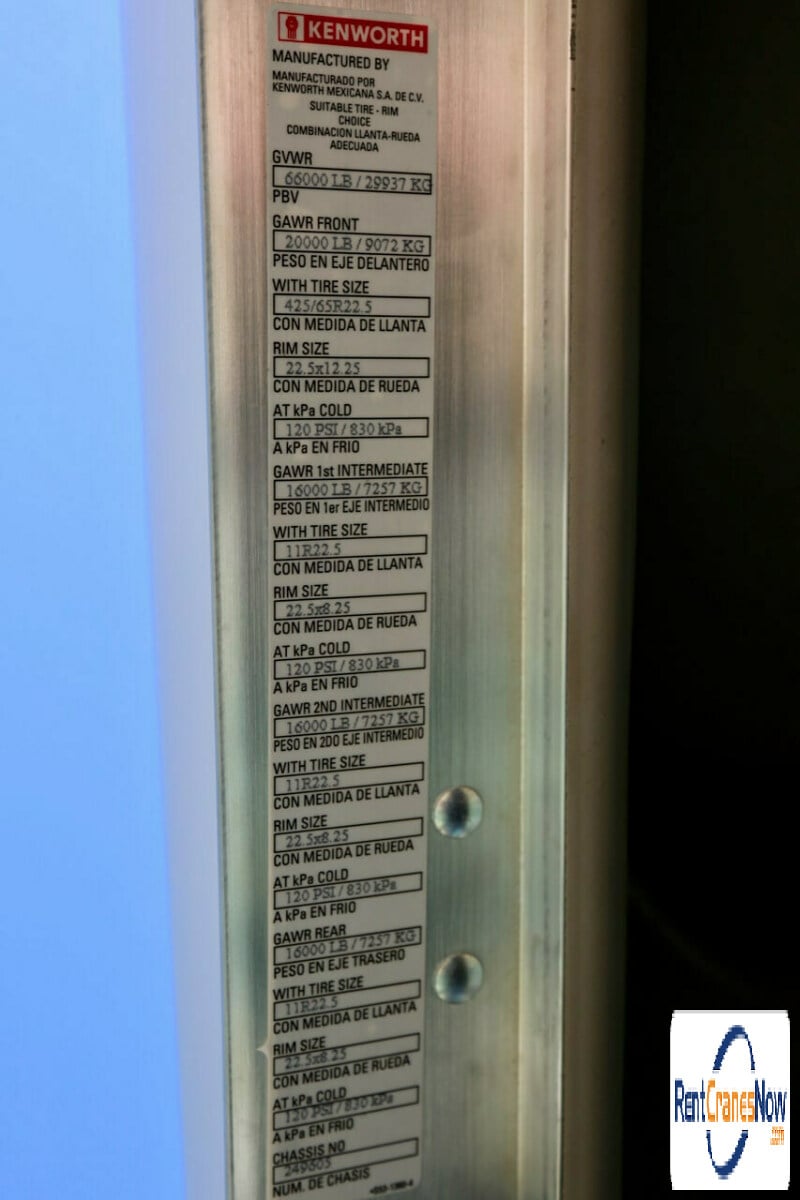 KENWORTH
MANUFACTURED BY
MANUFACTURADO POR
KENWORTH MEXICANA S.A. DE C.V.
SUITABLE TIRE - RIM
CHOICE
COMBINACION LLANTA-RUEDA
ADECUADA
GVWR
66000 LB / 29937 KG
PBV
GAWR FRONT
20000 LB / 9072 KG
PESO EN EJE DELANTERO
WITH TIRE SIZE
425/65R22.5
CON MEDIDA DE LLANTA
RIM SIZE
22.5x12.25
CON MEDIDA DE RUEDA
AT kPa COLD
120 PSI / 830 kPa
A kPa EN FRIO
GAWR 1st INTERMEDIATE
16000 LB / 7257 KG
PESO EN 1er EJE INTERMEDIO
WITH TIRE SIZE
11R22.5
CON MEDIDA DE LLANTA
RIM SIZE
22.5x8.25
CON MEDIDA DE RUEDA
AT kPa COLD
120 PSI / 830 kPa
A kPa EN FRIO
GAWR 2ND INTERMEDIATE
16000 LB / 7257 KG
PESO EN 2DO EJE INTERMEDIO
WITH TIRE SIZE
11R22.5
CON MEDIDA DE LLANTA
RIM SIZE
22.5x8.25
CON MEDIDA DE RUEDA
AT kPa COLD
120 PSI / 830 kPa
A kPa EN FRIO
GAWR REAR
16000 LB / 7257 KG
PESO EN EJE TRASERO
WITH TIRE SIZE
11R22.5
CON MEDIDA DE LLANTA
RIM SIZE
22.5x8.25
CON MEDIDA DE RUEDA
AT kPa COLD
120 PSI / 830 kPa
A kPa EN FRIO
CHASSIS NO
NUM. DE CHASIS
RentCranesNow
.com